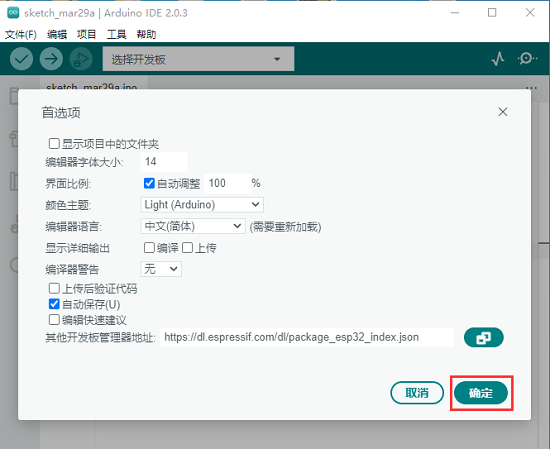 sketch_mar29a | Arduino IDE 2.0.3
文件(F) 编辑 项目 工具 帮助
选择开发板
sketch_mar29a.ino
首选项
显示项目中的文件夹
编辑器字体大小: 14
界面比例: 自动调整 100 %
颜色主题: Light (Arduino)
编辑器语言: 中文(简体) (需要重新加载)
显示详细输出 编译 上传
编译器警告 无
上传后验证代码
自动保存(U)
编辑快速建议
其他开发板管理器地址: https://dl.espressif.com/dl/package_esp32_index.json
取消 确定